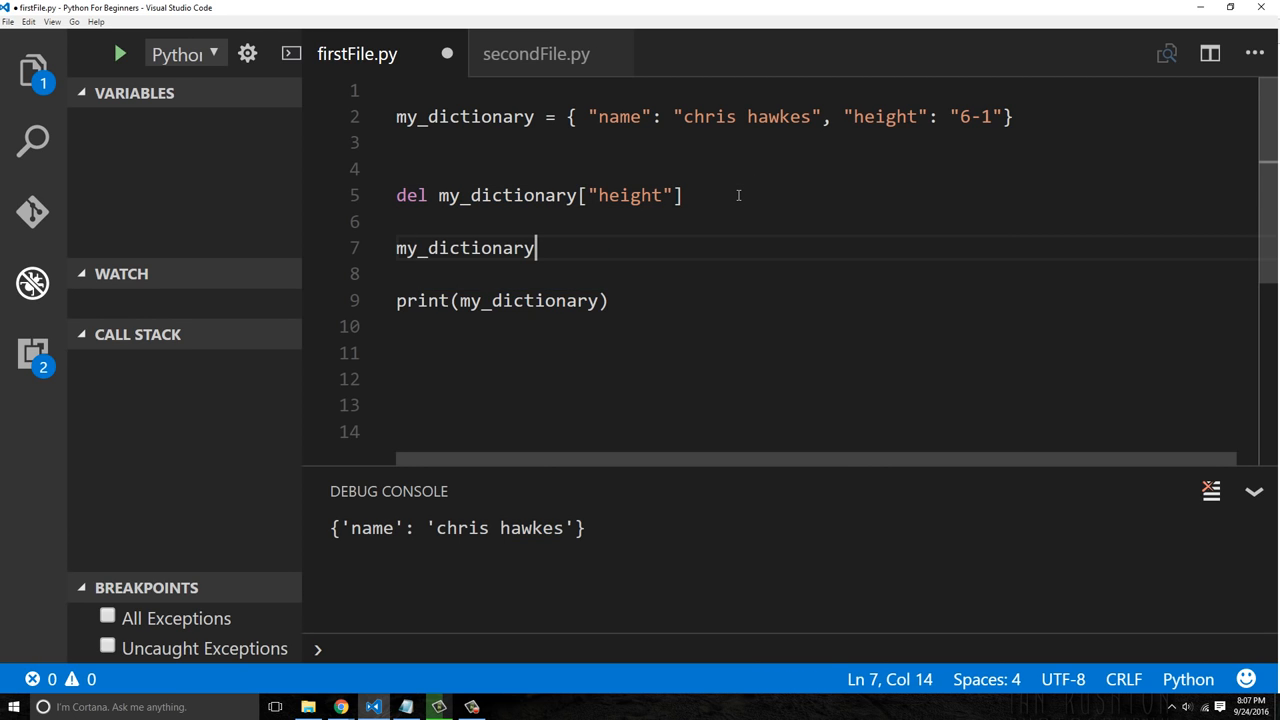 ● firstFile.py - Python For Beginners - Visual Studio Code
File Edit View Go Help
1
Python
firstFile.py
secondFile.py
VARIABLES
WATCH
CALL STACK
2
BREAKPOINTS
All Exceptions
Uncaught Exceptions
1
2 my_dictionary = { "name": "chris hawkes", "height": "6-1"}
3
4
5 del my_dictionary["height"]
6
7 my_dictionary
8
9 print(my_dictionary)
10
11
12
13
14
DEBUG CONSOLE
{'name': 'chris hawkes'}
0 0
Ln 7, Col 14 Spaces: 4 UTF-8 CRLF Python
I'm Cortana. Ask me anything.
8:07 PM
9/24/2016